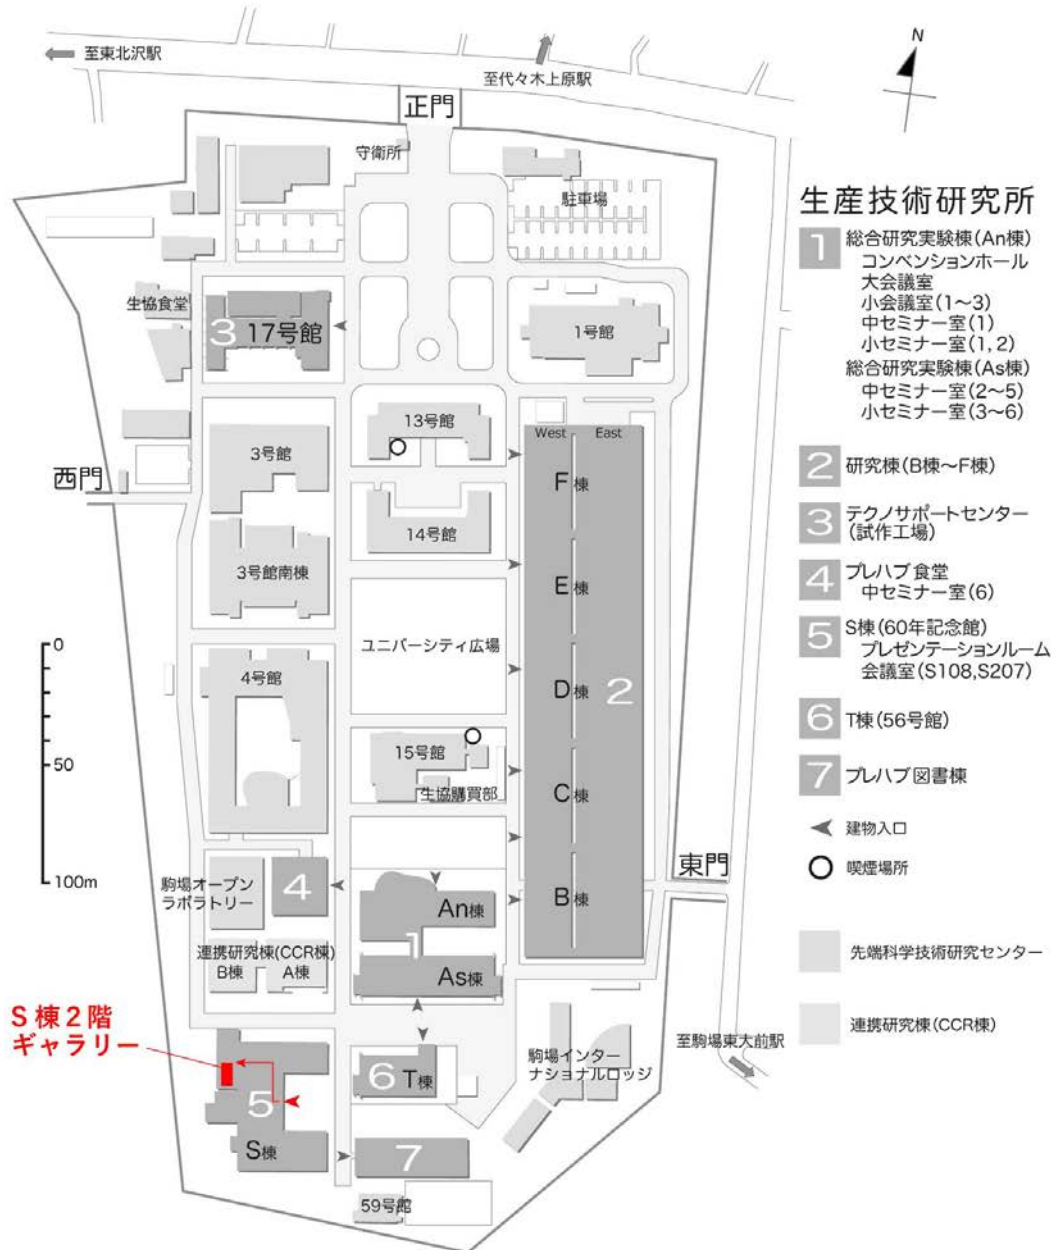 至東北沢駅
至代々木上原駅
N
正門
守衛所
駐車場
生協食堂
3 17号館
1号館
13号館
West East
F棟
3号館
西門
14号館
E棟
3号館南棟
ユニバーシティ広場
4号館
D棟
2
15号館
C棟
生協購買部
東門
駒場オープン
ラボラトリー
4
An棟
B棟
1
連携研究棟(CCR棟)
B棟 A棟
As棟
S棟2階
ギャラリー
駒場インター
ナショナルロッジ
至駒場東大前駅
6 T棟
5
S棟
7
59号館
0
50
100m
生産技術研究所
1 総合研究実験棟(An棟)
コンベンションホール
大会議室
小会議室(1〜3)
中セミナー室(1)
小セミナー室(1,2)
総合研究実験棟(As棟)
中セミナー室(2〜5)
小セミナー室(3〜6)
2 研究棟(B棟〜F棟)
3 テクノサポートセンター
(試作工場)
4 プレハブ食堂
中セミナー室(6)
5 S棟(60年記念館)
プレゼンテーションルーム
会議室(S108,S207)
6 T棟(56号館)
7 プレハブ図書棟
建物入口
喫煙場所
先端科学技術研究センター
連携研究棟(CCR棟)